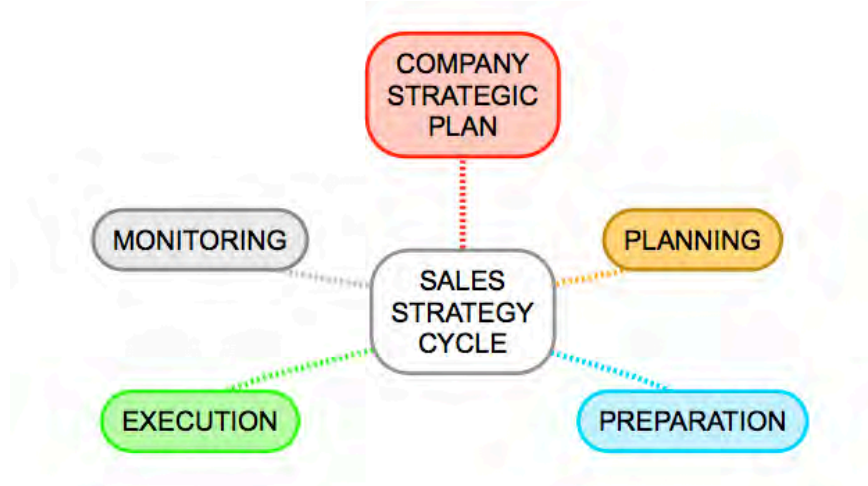 COMPANY
STRATEGIC
PLAN
MONITORING
PLANNING
SALES
STRATEGY
CYCLE
EXECUTION
PREPARATION